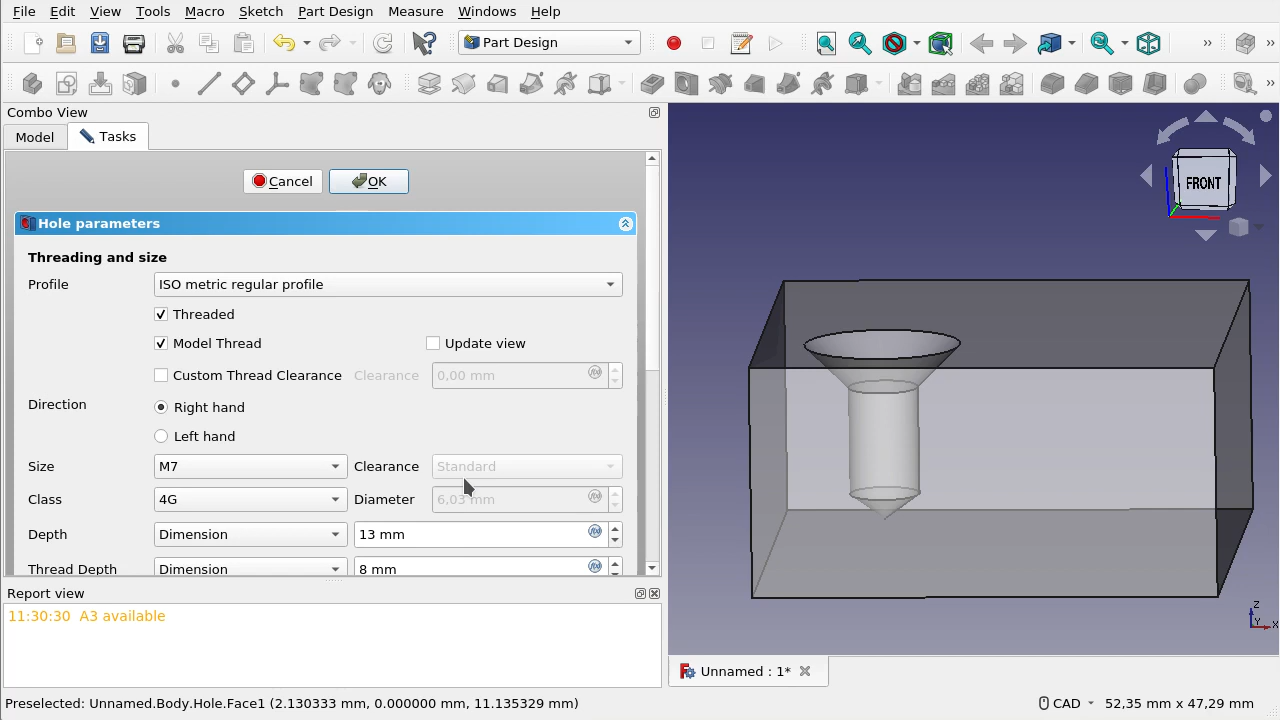 File Edit View Tools Macro Sketch Part Design Measure Windows Help
Part Design
Combo View
Model Tasks
Cancel OK
Hole parameters
Threading and size
Profile ISO metric regular profile
Threaded
Model Thread Update view
Custom Thread Clearance Clearance 0,00 mm
Direction Right hand
Left hand
Size M7 Clearance Standard
Class 4G Diameter 6,03 mm
Depth Dimension 13 mm
Thread Depth Dimension 8 mm
FRONT
Z
Y X
Report view
11:30:30 A3 available
Unnamed : 1*
Preselected: Unnamed.Body.Hole.Face1 (2.130333 mm, 0.000000 mm, 11.135329 mm) CAD 52,35 mm x 47,29 mm